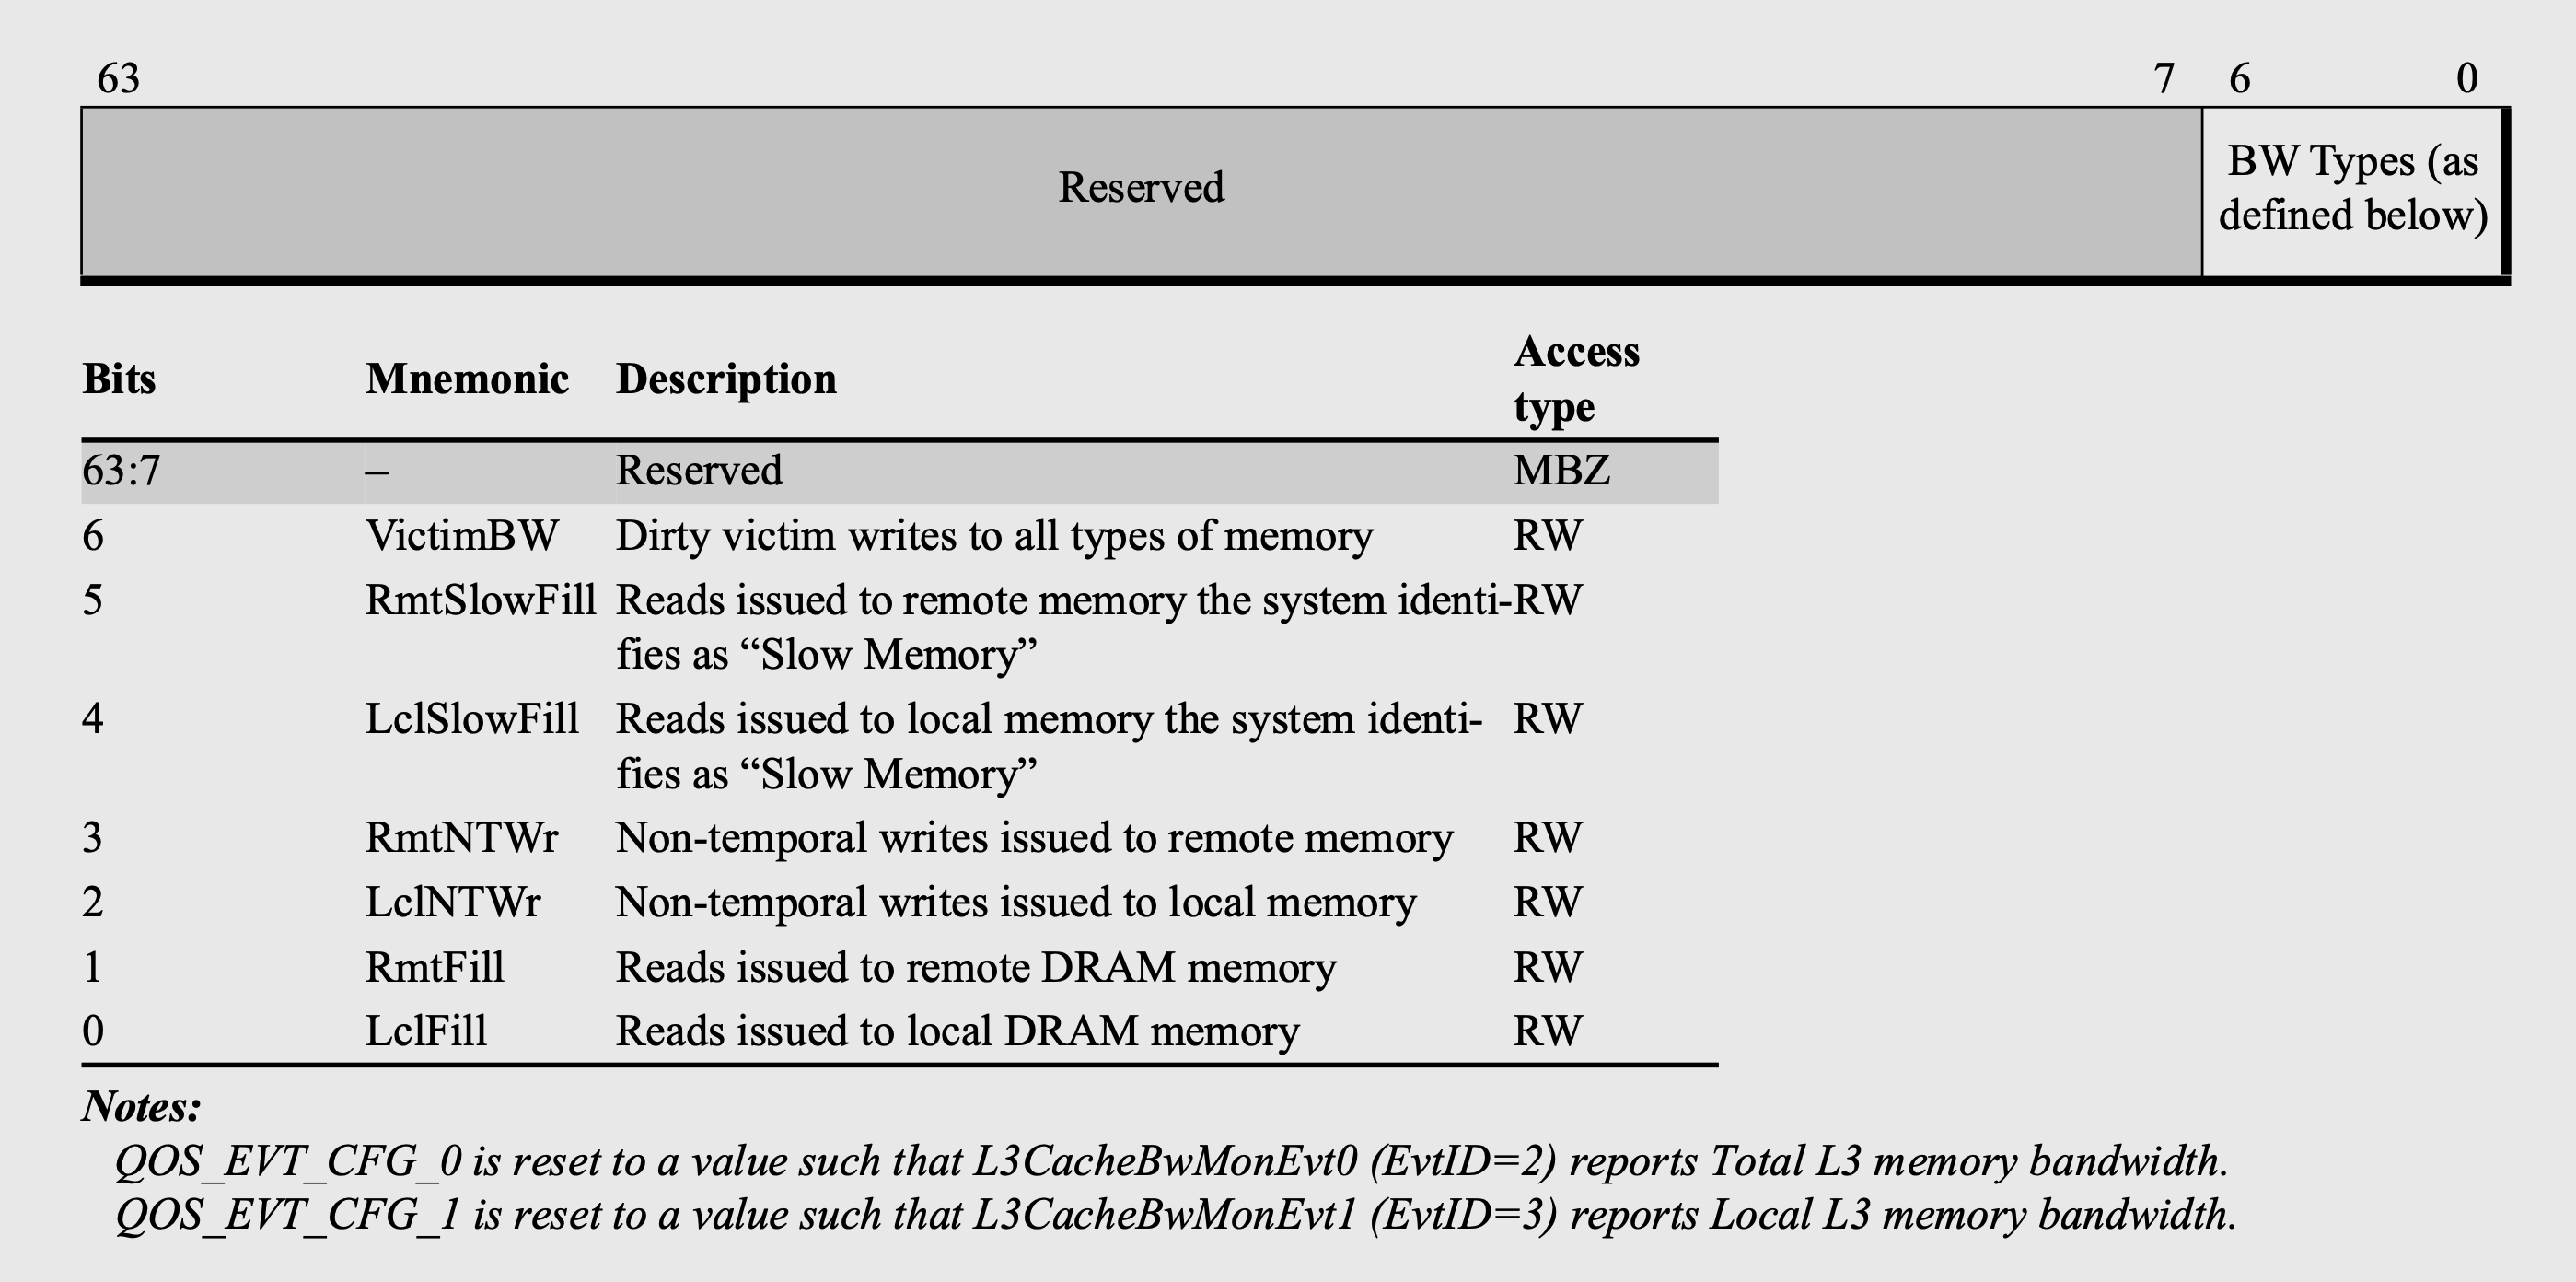 63 7 6 0
Reserved
BW Types (as
defined below)
Bits Mnemonic Description Access
type
63:7 – Reserved MBZ
6 VictimBW Dirty victim writes to all types of memory RW
5 RmtSlowFill Reads issued to remote memory the system identi- RW
fies as “Slow Memory”
4 LclSlowFill Reads issued to local memory the system identi- RW
fies as “Slow Memory”
3 RmtNTWr Non-temporal writes issued to remote memory RW
2 LclNTWr Non-temporal writes issued to local memory RW
1 RmtFill Reads issued to remote DRAM memory RW
0 LclFill Reads issued to local DRAM memory RW
Notes:
QOS_EVT_CFG_0 is reset to a value such that L3CacheBwMonEvt0 (EvtID=2) reports Total L3 memory bandwidth.
QOS_EVT_CFG_1 is reset to a value such that L3CacheBwMonEvt1 (EvtID=3) reports Local L3 memory bandwidth.